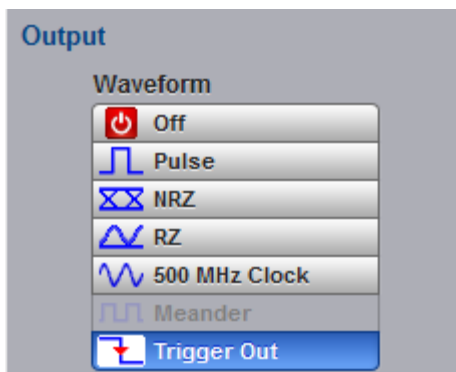 Output
Waveform
Off
Pulse
NRZ
RZ
500 MHz Clock
Meander
Trigger Out